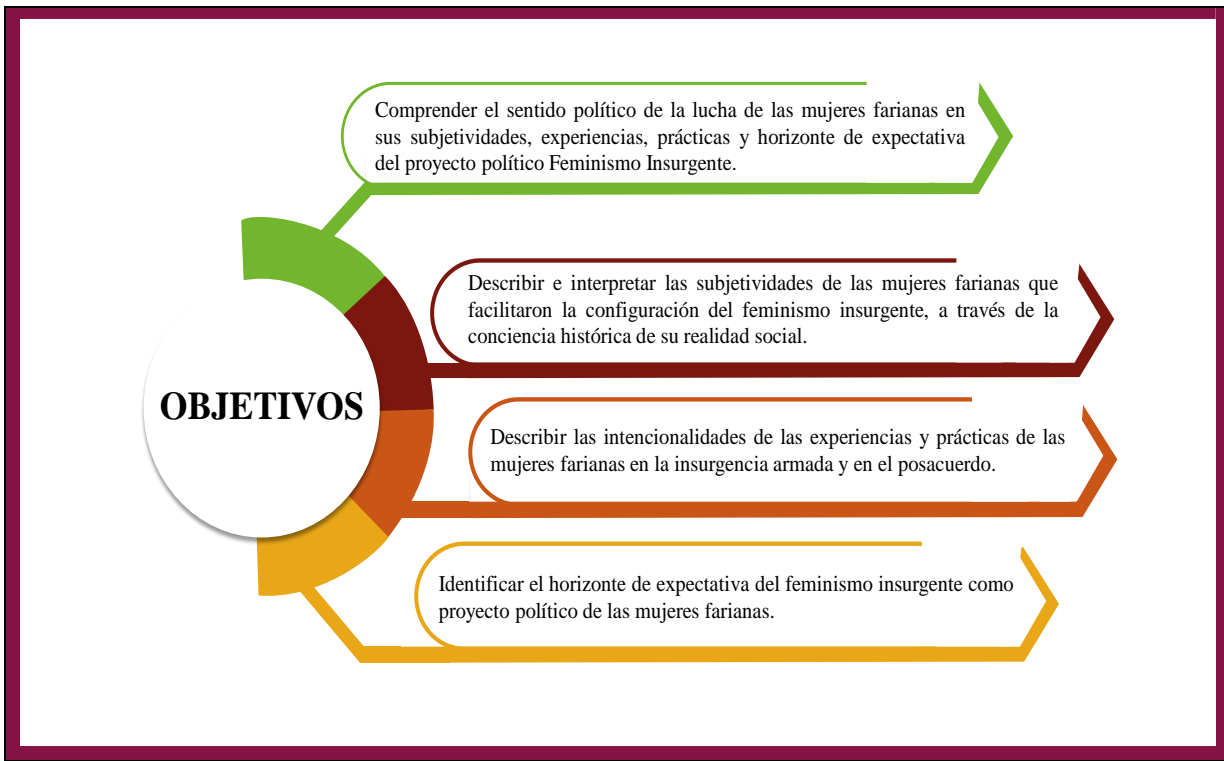 Comprender el sentido político de la lucha de las mujeres farianas en
sus subjetividades, experiencias, prácticas y horizonte de expectativa
del proyecto político Feminismo Insurgente.
Describir e interpretar las subjetividades de las mujeres farianas que
facilitaron la configuración del feminismo insurgente, a través de la
conciencia histórica de su realidad social.
OBJETIVOS
Describir las intencionalidades de las experiencias y prácticas de las
mujeres farianas en la insurgencia armada y en el posacuerdo.
Identificar el horizonte de expectativa del feminismo insurgente como
proyecto político de las mujeres farianas.